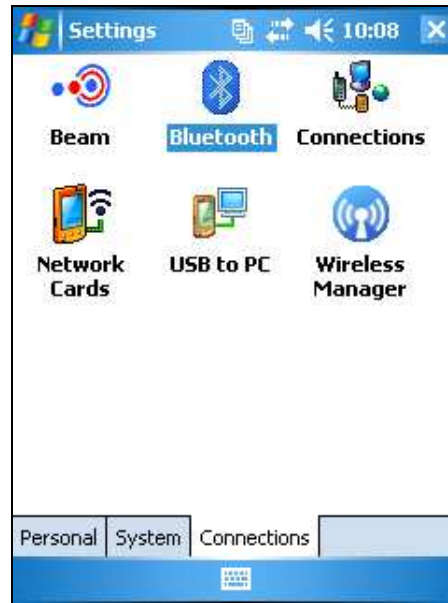 Settings 10:08
Beam Bluetooth Connections
Network Cards USB to PC Wireless Manager
Personal System Connections